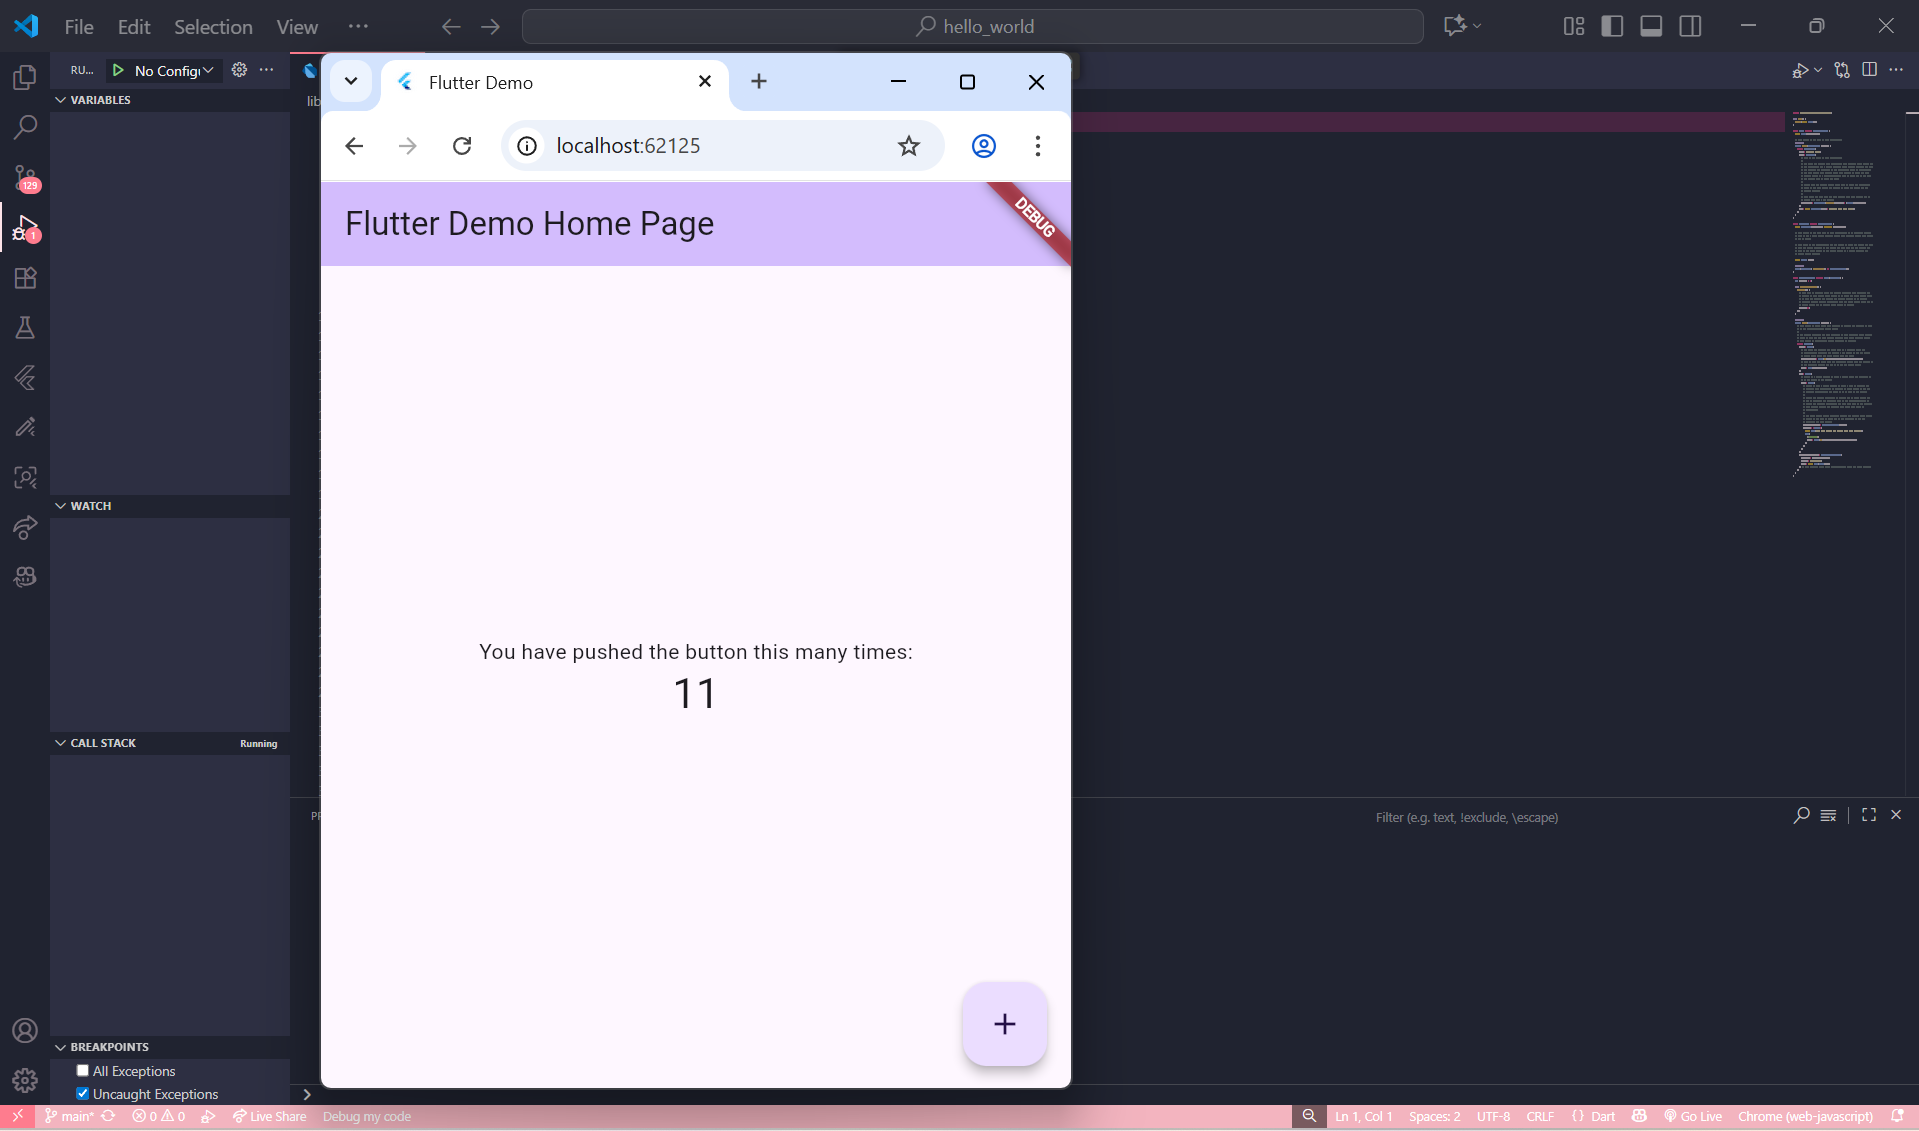 File Edit Selection View
hello_world
RU... No Config
VARIABLES
129
1
WATCH
CALL STACK Running
BREAKPOINTS
All Exceptions
Uncaught Exceptions
lib
Flutter Demo
localhost:62125
Flutter Demo Home Page
DEBUG
You have pushed the button this many times:
11
Filter (e.g. text, !exclude, \escape)
main* 0 0 Live Share Debug my code Ln 1, Col 1 Spaces: 2 UTF-8 CRLF {} Dart Go Live Chrome (web-javascript)